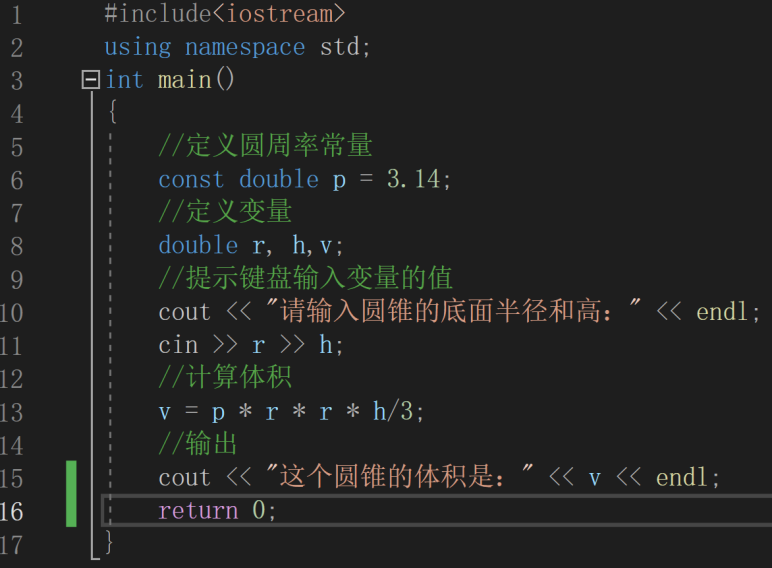 1 #include<iostream>
2 using namespace std;
3 int main()
4 {
5 //定义圆周率常量
6 const double p = 3.14;
7 //定义变量
8 double r, h,v;
9 //提示键盘输入变量的值
10 cout << "请输入圆锥的底面半径和高：" << endl;
11 cin >> r >> h;
12 //计算体积
13 v = p * r * r * h/3;
14 //输出
15 cout << "这个圆锥的体积是：" << v << endl;
16 return 0;
17 }